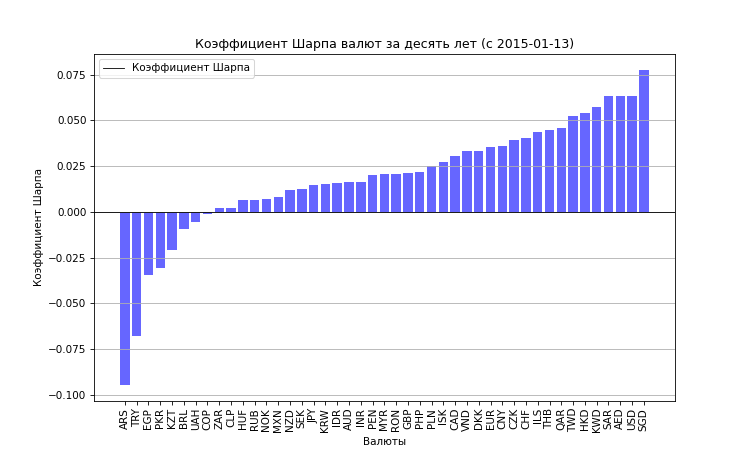 Коэффициент Шарпа валют за десять лет (с 2015-01-13)
Коэффициент Шарпа
0.075
0.050
0.025
0.000
−0.025
−0.050
−0.075
−0.100
Коэффициент Шарпа
ARS TRY EGP PKR KZT BRL UAH COP ZAR CLP HUF RUB NOK MXN NZD SEK JPY KRW IDR AUD INR PEN MYR RON GBP PHP PLN ISK CAD VND DKK EUR CNY CZK CHF ILS THB QAR TWD HKD KWD SAR AED USD SGD
Валюты